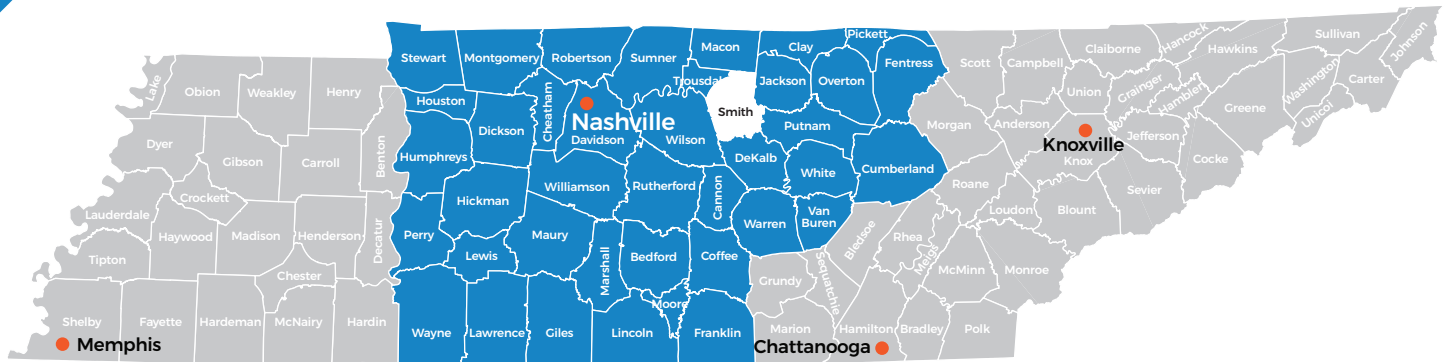 Stewart
Montgomery
Robertson
Sumner
Macon
Clay
Pickett
Fentress
Scott
Campbell
Claiborne
Hancock
Hawkins
Sullivan
Johnson
Lake
Obion
Weakley
Henry
Houston
Cheatham
Trousdal
Jackson
Overton
Union
Grainger
Hamblen
Greene
Washington
Carter
Unicoi
Dickson
Nashville
Davidson
Wilson
Smith
Putnam
Morgan
Anderson
Knoxville
Knox
Jefferson
Cocke
Dyer
Gibson
Carroll
Benton
Humphreys
DeKalb
White
Cumberland
Roane
Loudon
Blount
Sevier
Crockett
Lauderdale
Haywood
Madison
Henderson
Decatur
Perry
Hickman
Williamson
Rutherford
Cannon
Warren
Van
Buren
Bledsoe
Rhea
Meigs
McMinn
Monroe
Tipton
Chester
Lewis
Maury
Marshall
Bedford
Coffee
Grundy
Sequatchie
Moore
Shelby
Fayette
Hardeman
McNairy
Hardin
Wayne
Lawrence
Giles
Lincoln
Franklin
Marion
Hamilton
Bradley
Polk
Memphis
Chattanooga